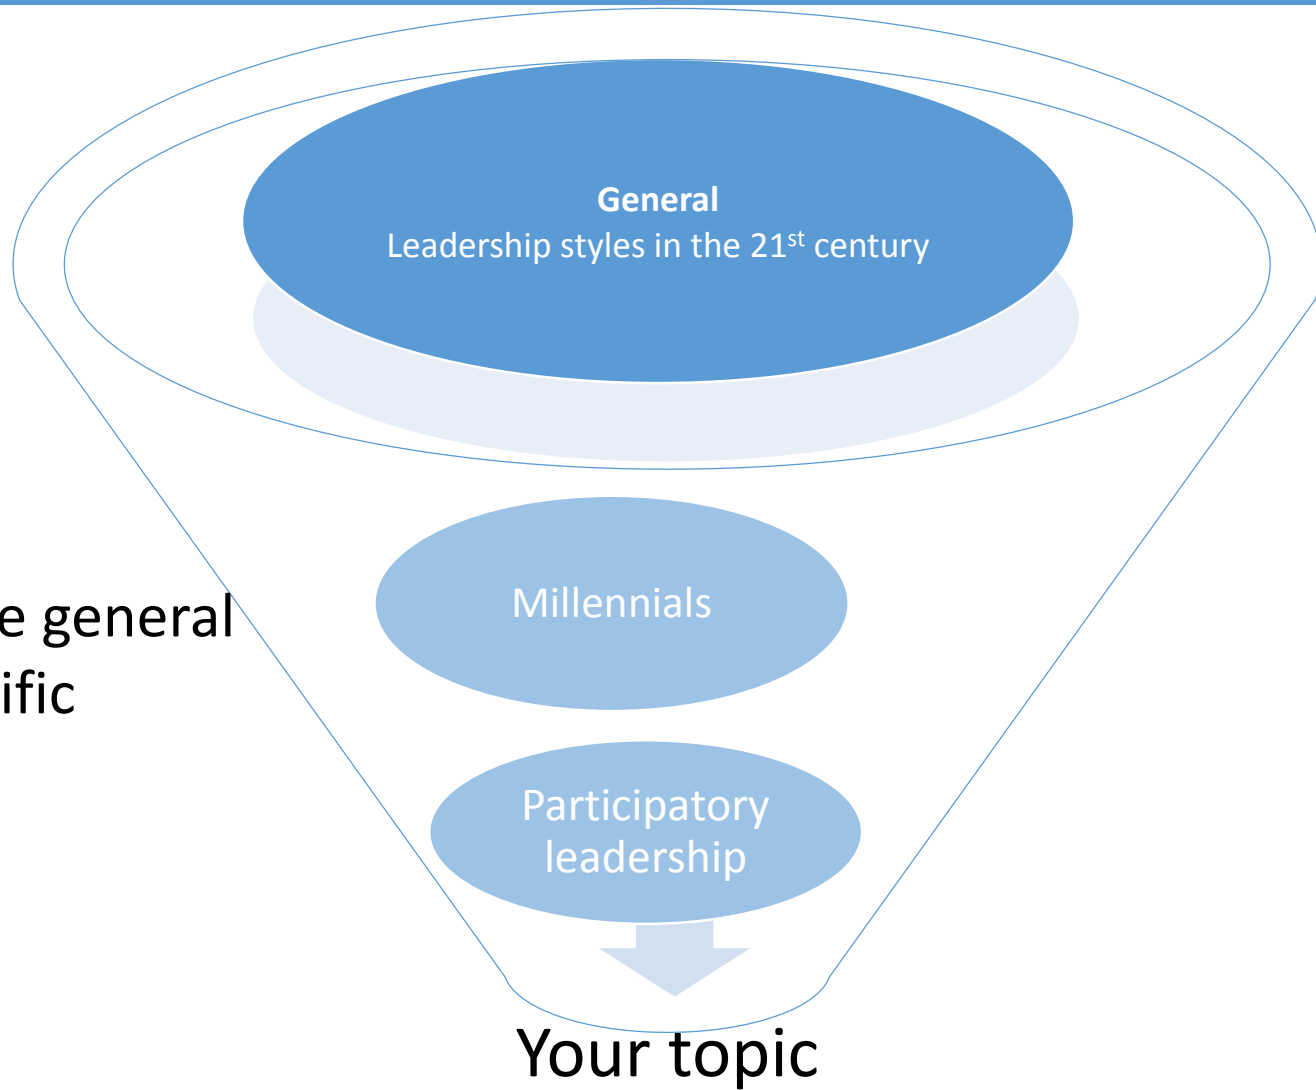 General
Leadership styles in the 21st century
Millennials
e general
ific
Participatory
leadership
Your topic